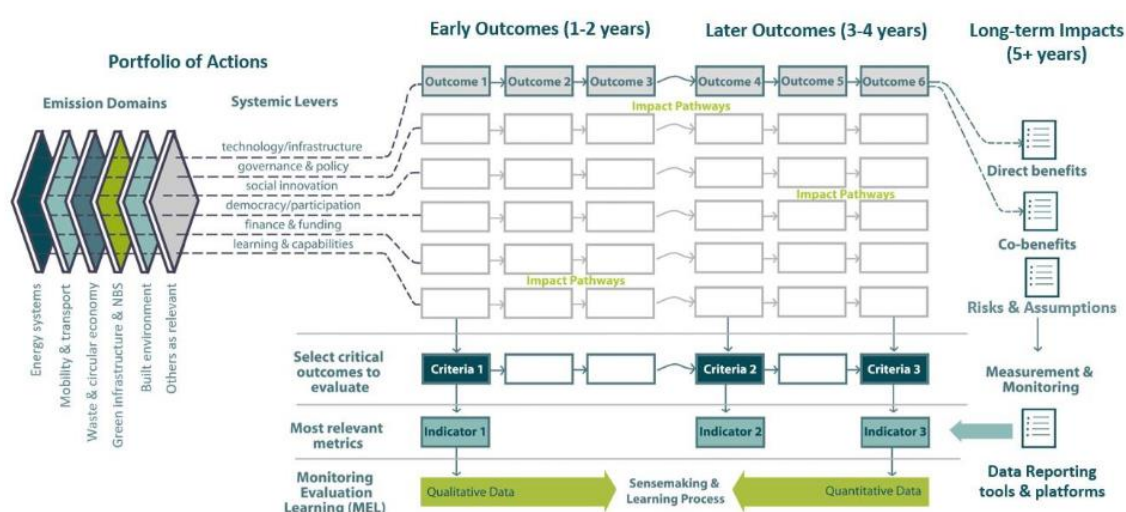 Early Outcomes (1-2 years)
Later Outcomes (3-4 years)
Long-term Impacts
(5+ years)
Portfolio of Actions
Emission Domains
Systemic Levers
Outcome 1
Outcome 2
Outcome 3
Outcome 4
Outcome 5
Outcome 6
Impact Pathways
technology/infrastructure
governance & policy
social innovation
democracy/participation
finance & funding
learning & capabilities
Impact Pathways
Impact Pathways
Direct benefits
Co-benefits
Risks & Assumptions
Energy systems
Mobility & transport
Waste & circular economy
Green infrastructure & NBS
Built environment
Others as relevant
Select critical
outcomes to
evaluate
Criteria 1
Criteria 2
Criteria 3
Measurement &
Monitoring
Most relevant
metrics
Indicator 1
Indicator 2
Indicator 3
Data Reporting
tools & platforms
Monitoring
Evaluation
Learning (MEL)
Qualitative Data
Sensemaking &
Learning Process
Quantitative Data